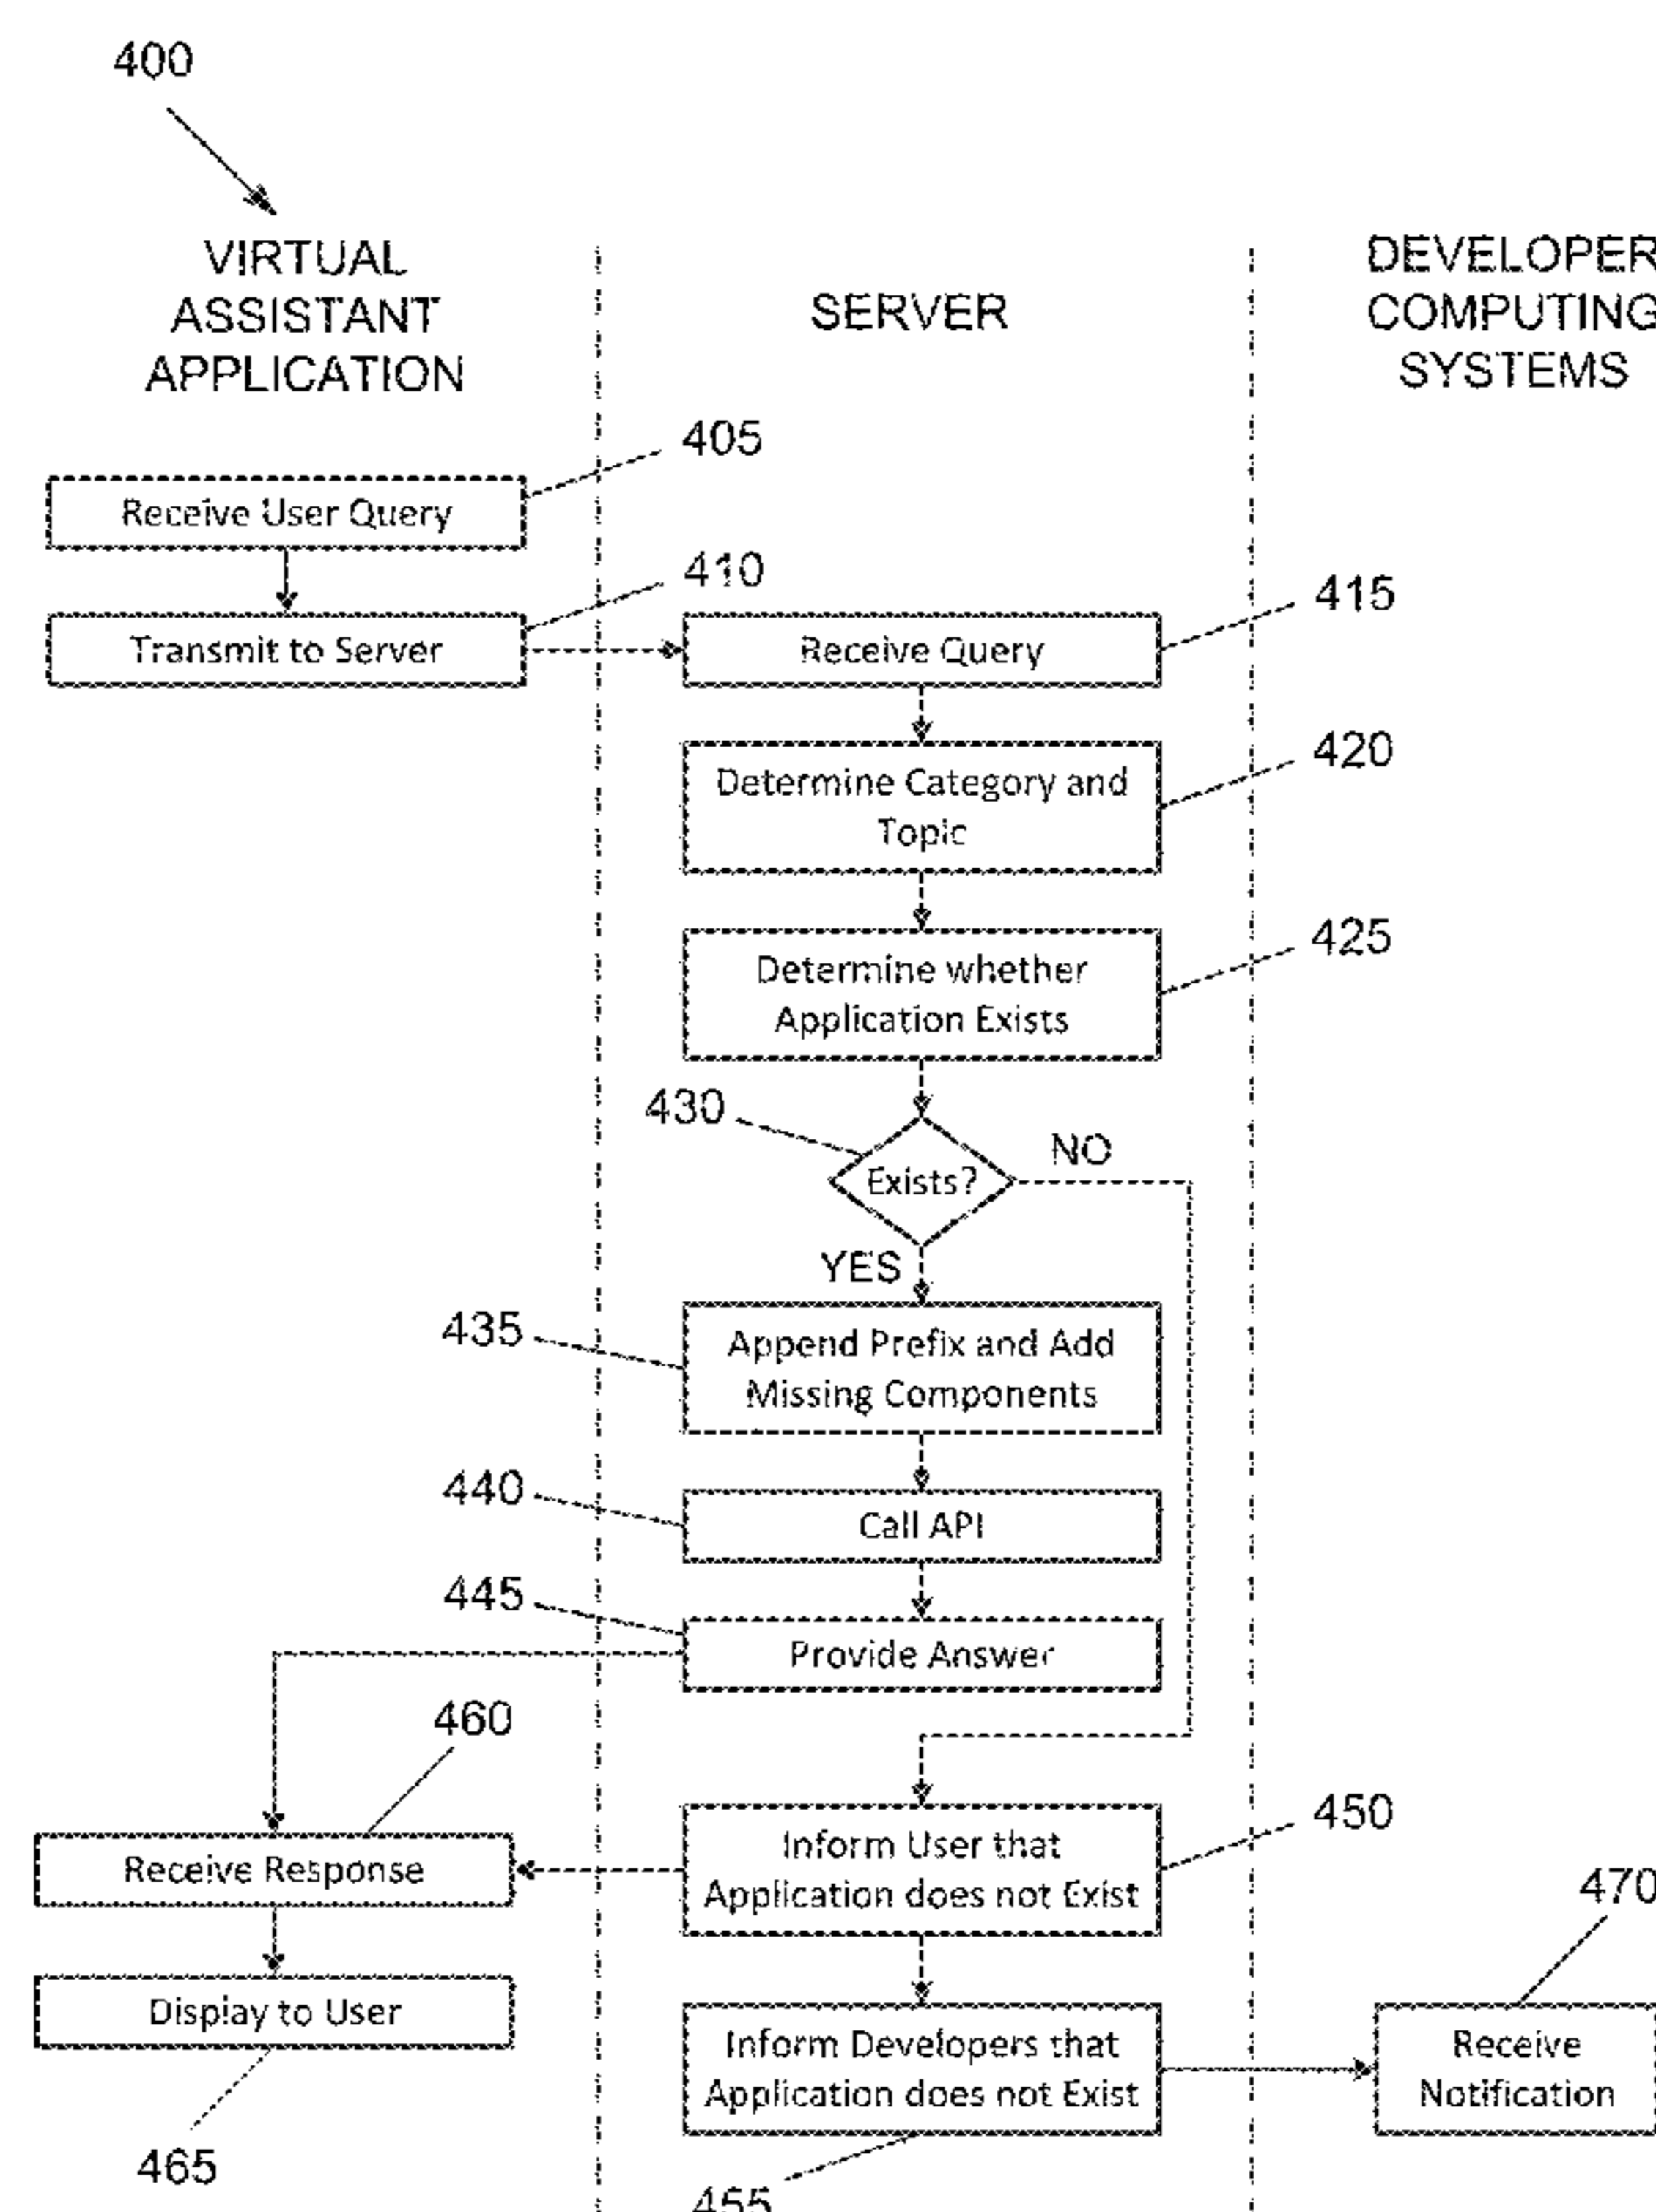 400
VIRTUAL
ASSISTANT
APPLICATION
SERVER
DEVELOPER
COMPUTING
SYSTEMS
405
Receive User Query
410
Transmit to Server
415
Receive Query
420
Determine Category and
Topic
425
Determine whether
Application Exists
430
Exists?
NO
YES
435
Append Prefix and Add
Missing Components
440
Call API
445
Provide Answer
460
Receive Response
450
Inform User that
Application does not Exist
470
Display to User
465
Inform Developers that
Application does not Exist
455
Receive
Notification